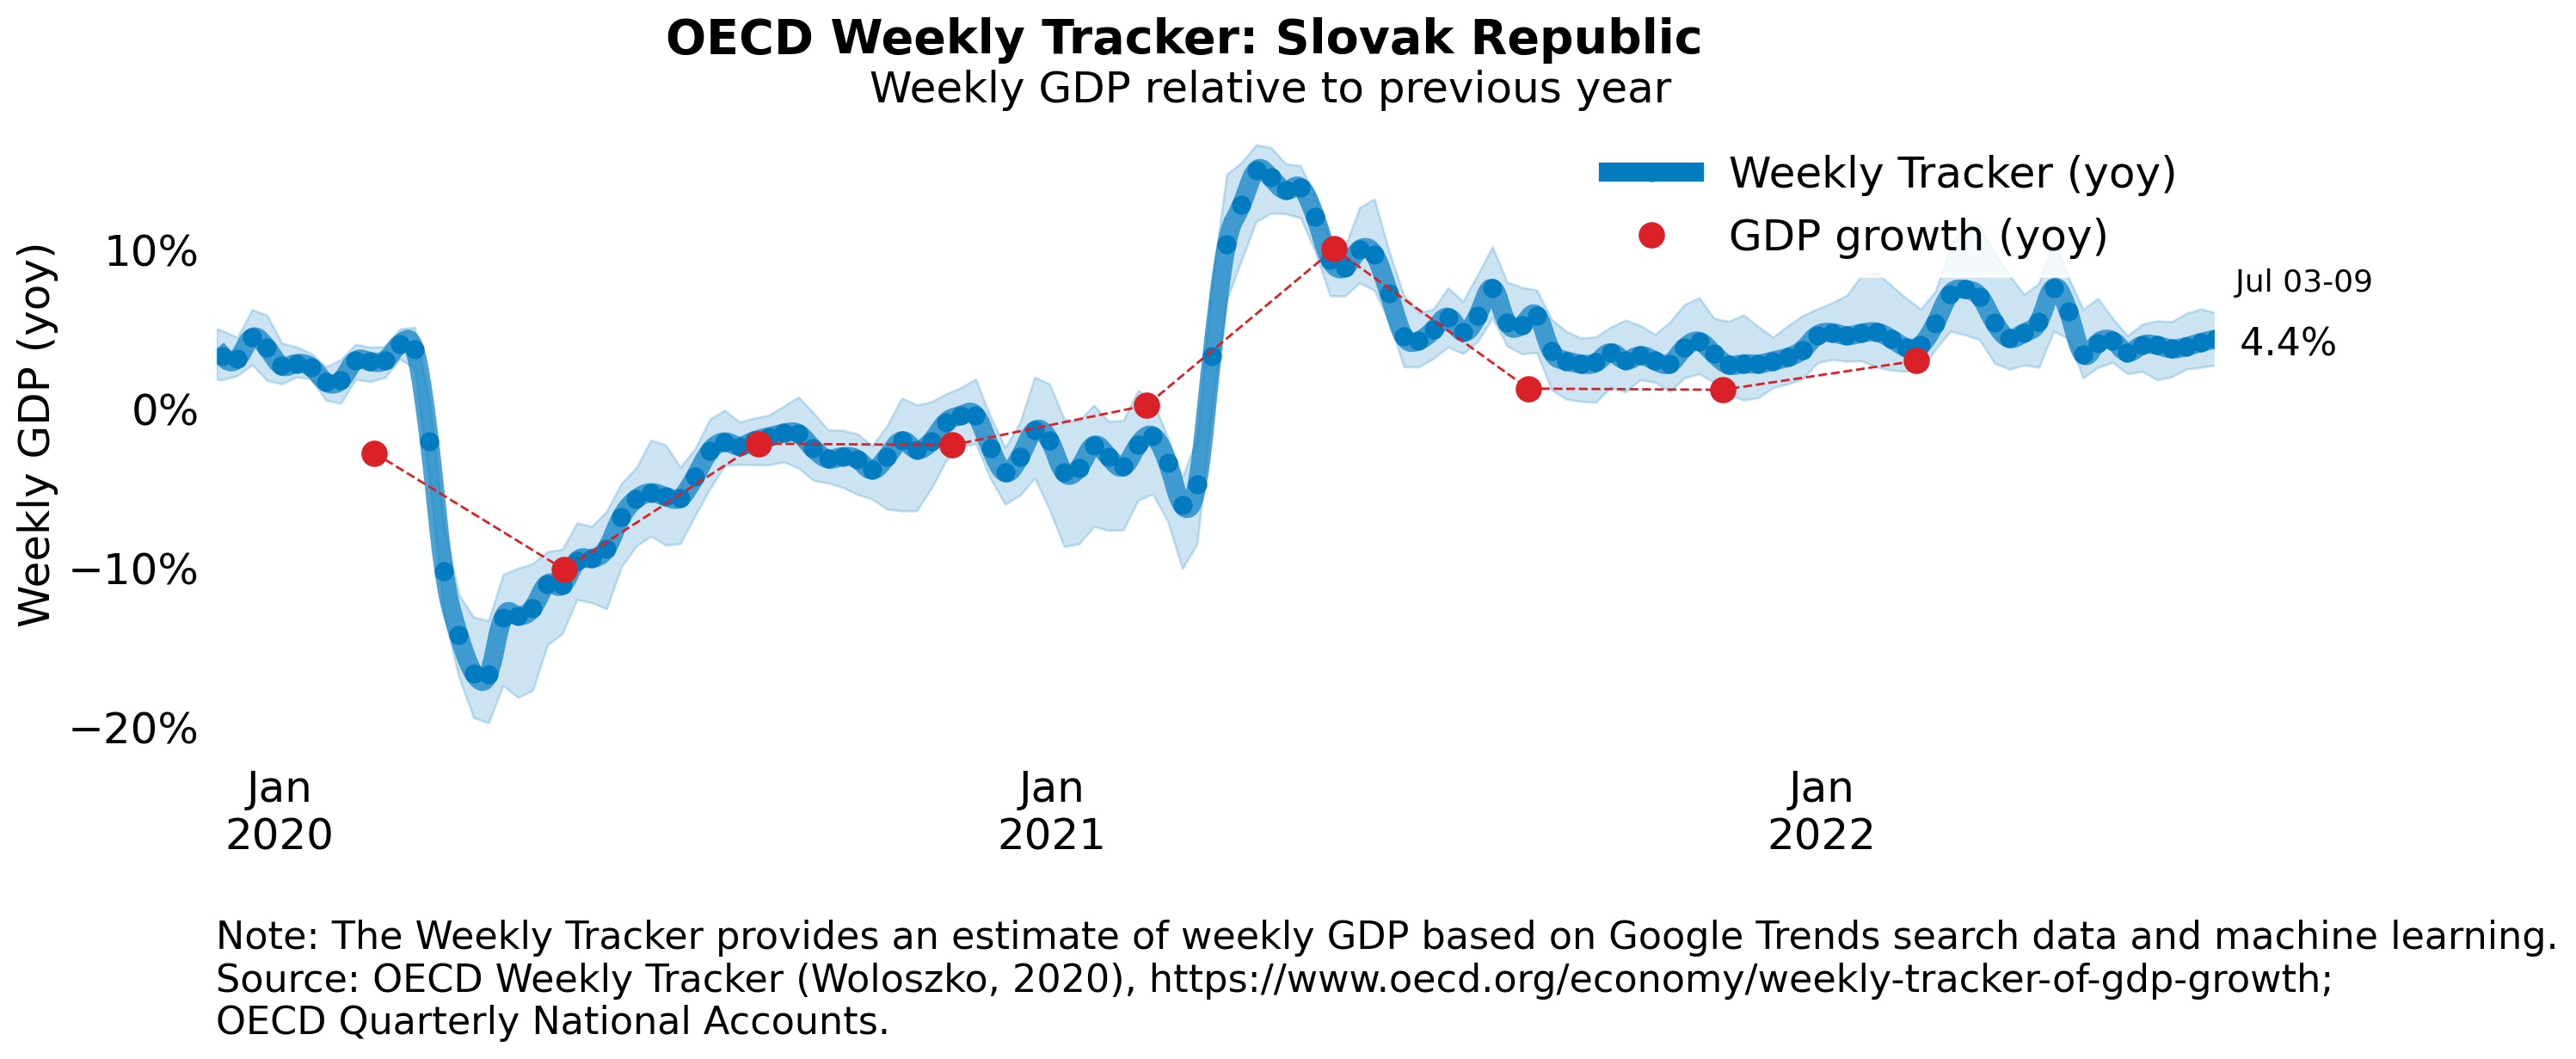 OECD Weekly Tracker: Slovak Republic
Weekly GDP relative to previous year
Weekly Tracker (yoy)
GDP growth (yoy)
Weekly GDP (yoy)
10%
0%
−10%
−20%
Jul 03-09
4.4%
Jan
2020
Jan
2021
Jan
2022
Note: The Weekly Tracker provides an estimate of weekly GDP based on Google Trends search data and machine learning.
Source: OECD Weekly Tracker (Woloszko, 2020), https://www.oecd.org/economy/weekly-tracker-of-gdp-growth;
OECD Quarterly National Accounts.